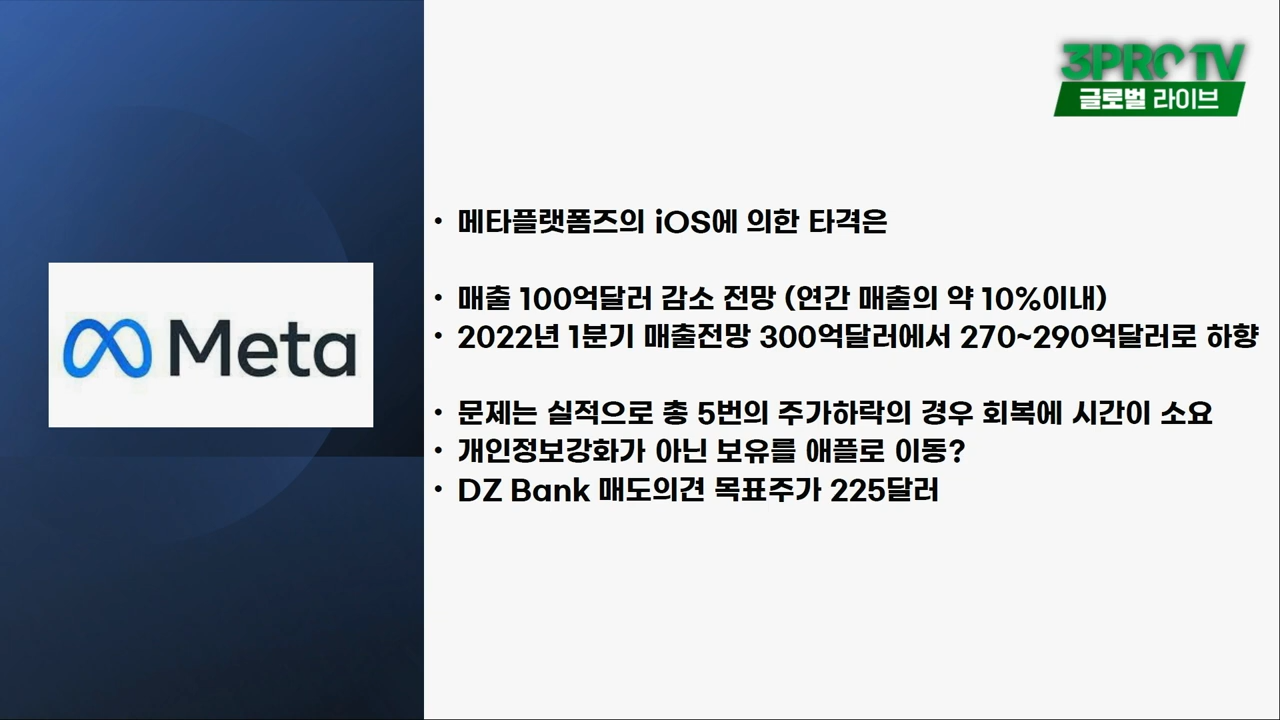 3PROTV
글로벌 라이브
Meta
• 메타플랫폼즈의 iOS에 의한 타격은
• 매출 100억달러 감소 전망 (연간 매출의 약 10%이내)
• 2022년 1분기 매출전망 300억달러에서 270~290억달러로 하향
• 문제는 실적으로 총 5번의 주가하락의 경우 회복에 시간이 소요
• 개인정보강화가 아닌 보유를 애플로 이동?
• DZ Bank 매도의견 목표주가 225달러